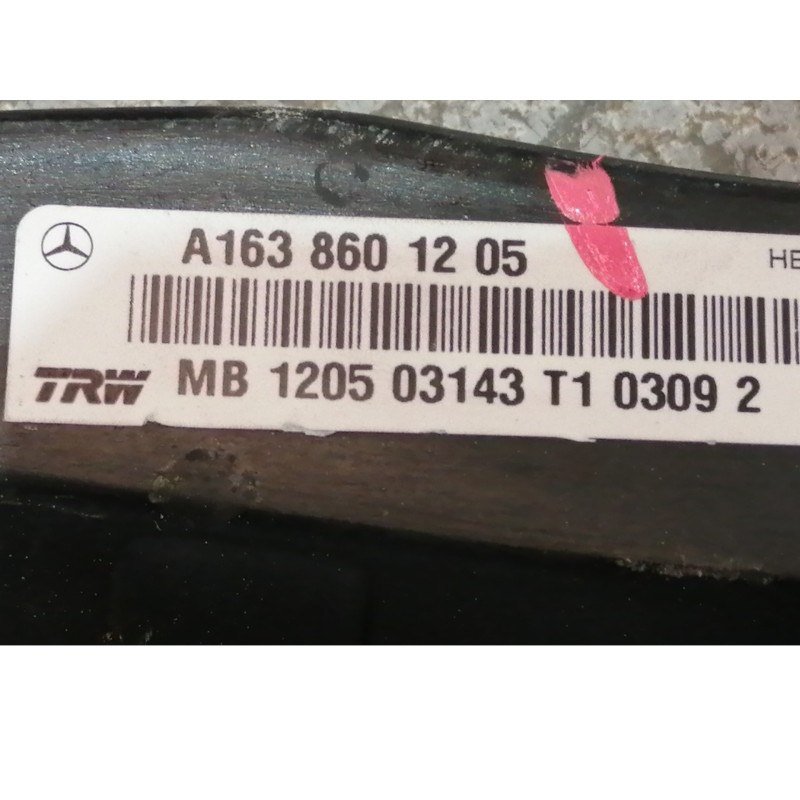 A163 860 12 05
HE
TRW MB 1205 03143 T1 0309 2